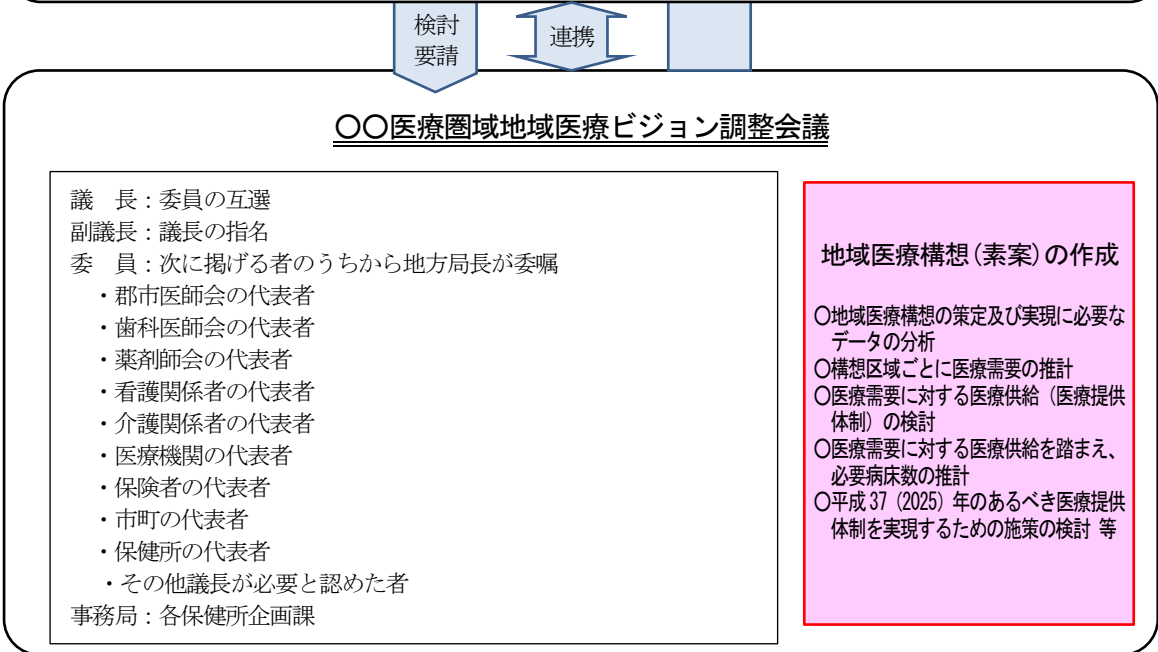 検討
要請
連携
〇〇医療圏域地域医療ビジョン調整会議
議　長：委員の互選
副議長：議長の指名
委　員：次に掲げる者のうちから地方局長が委嘱
・郡市医師会の代表者
・歯科医師会の代表者
・薬剤師会の代表者
・看護関係者の代表者
・介護関係者の代表者
・医療機関の代表者
・保険者の代表者
・市町の代表者
・保健所の代表者
・その他議長が必要と認めた者
事務局：各保健所企画課
地域医療構想（素案）の作成
〇地域医療構想の策定及び実現に必要な
データの分析
〇構想区域ごとに医療需要の推計
〇医療需要に対する医療供給（医療提供
体制）の検討
〇医療需要に対する医療供給を踏まえ、
必要病床数の推計
〇平成 37（2025）年のあるべき医療提供
体制を実現するための施策の検討 等